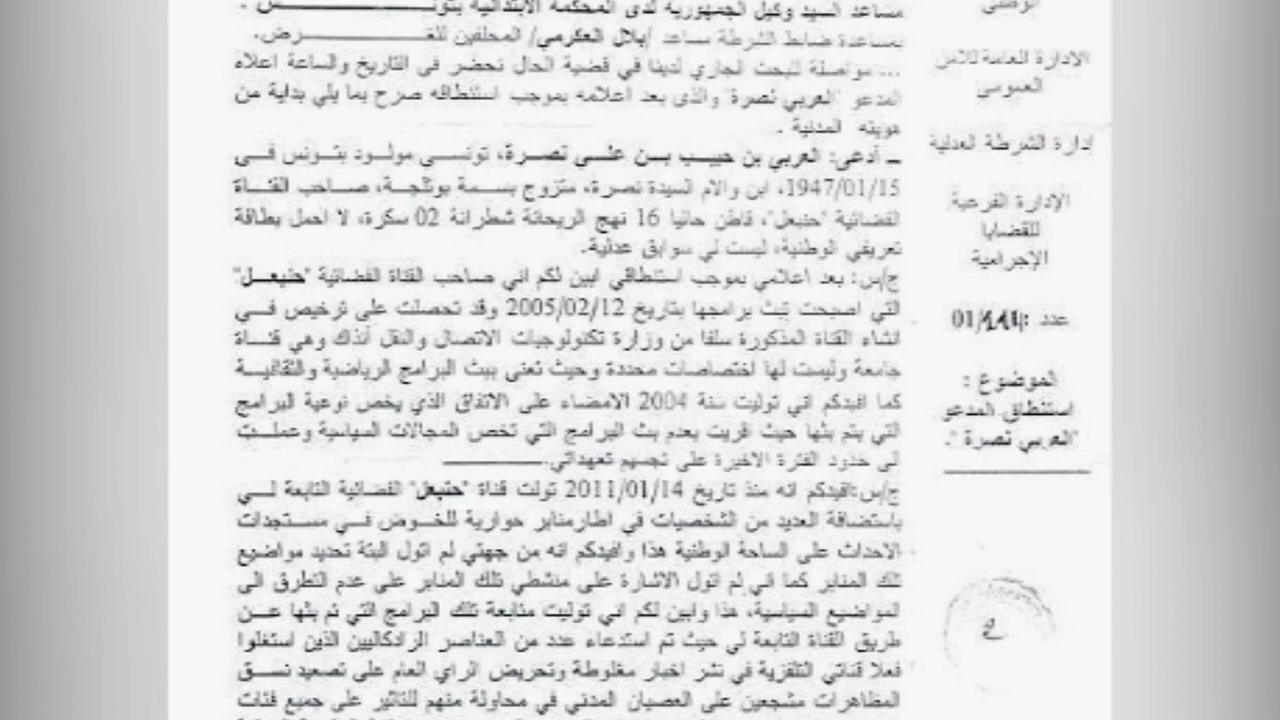 مساعد السيد وكيل الجمهورية لدى المحكمة الابتدائية بتونس .
بمساعدة ضابط الشرطة مساعد /بلال العكرمي/ المحلفين للغرض.
... مواصلة للبحث الجاري لدينا في قضية الحال نحضر في التاريخ والساعة اعلاه
المدعو "العربي نصرة" والذي بعد اعلامه بموجب استنطاقه صرح بما يلي بداية من
هويته المدنية .
ــ أدعى: العربي بن حبيب بن علي نصرة، تونسي مولود بتونس في
1947/01/15، ابن والام السيدة نصرة، متزوج بسمة بوثلجة، صاحب القناة
الفضائية "حنبعل"، قاطن حاليا 16 نهج الريحانة شطرانة 02 سكرة، لا احمل بطاقة
تعريفي الوطنية، ليست لي سوابق عدلية.
ج/س: بعد اعلامي بموجب استنطاقي ابين لكم اني صاحب القناة الفضائية "حنبعل"
التي اصبحت تبث برامجها بتاريخ 2005/02/12 وقد تحصلت على ترخيص في
انشاء القناة المذكورة سلفا من وزارة تكنولوجيات الاتصال والنقل آنذاك وهي قناة
جامعة وليست لها اختصاصات محددة وحيث تعنى ببث البرامج الرياضية والثقافية
كما افيدكم اني توليت سنة 2004 الامضاء على الاتفاق الذي يخص نوعية البرامج
التي يتم بثها حيث اقريت بعدم بث البرامج التي تخص المجالات السياسية وعملت
لى حدود الفترة الاخيرة على تجسيم تعهداتي.
ج/س:افيدكم انه منذ تاريخ 2011/01/14 تولت قناة "حنبعل" الفضائية التابعة لي
باستضافة العديد من الشخصيات في اطارمنابر حوارية للخوض في مستجدات
الاحداث على الساحة الوطنية هذا وافيدكم انه من جهتي لم اتول البتة تحديد مواضيع
تلك المنابر كما اني لم اتول الاشارة على منشطي تلك المنابر على عدم التطرق الى
المواضيع السياسية، هذا وابين لكم اني توليت متابعة تلك البرامج التي تم بثها عن
طريق القناة التابعة لي حيث تم استدعاء عدد من العناصر الرادكاليين الذين استغلوا
فعلا قناتي التلفزية في نشر اخبار مغلوطة وتحريض الراي العام على تصعيد نسق
المظاهرات مشجعين على العصيان المدني في محاولة منهم للتاثير على جميع فئات
الوطني
الإدارة العامة للأمن
العمومي
إدارة الشرطة العدلية
الإدارة الفرعية
للقضايا
الإجرامية
عدد :
الموضوع :
استنطاق المدعو
"العربي نصرة".
2